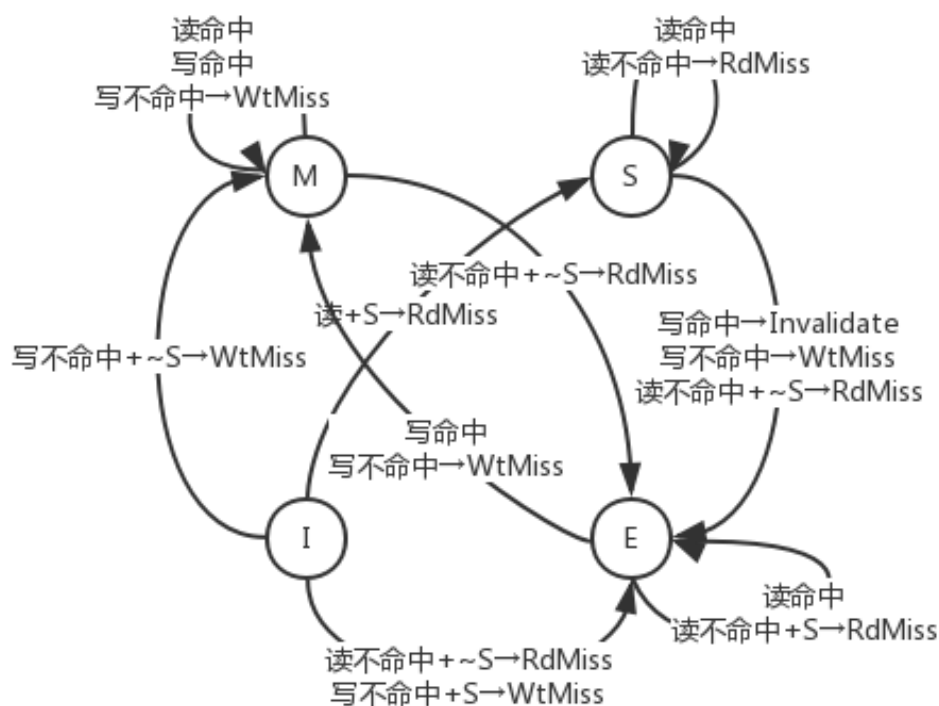 读命中
写命中
写不命中→WtMiss
读命中
读不命中→RdMiss
M
S
读不命中+~S→RdMiss
读+S→RdMiss
写不命中+~S→WtMiss
写命中→Invalidate
写不命中→WtMiss
读不命中+~S→RdMiss
写命中
写不命中→WtMiss
I
E
读命中
读不命中+S→RdMiss
读不命中+~S→RdMiss
写不命中+S→WtMiss